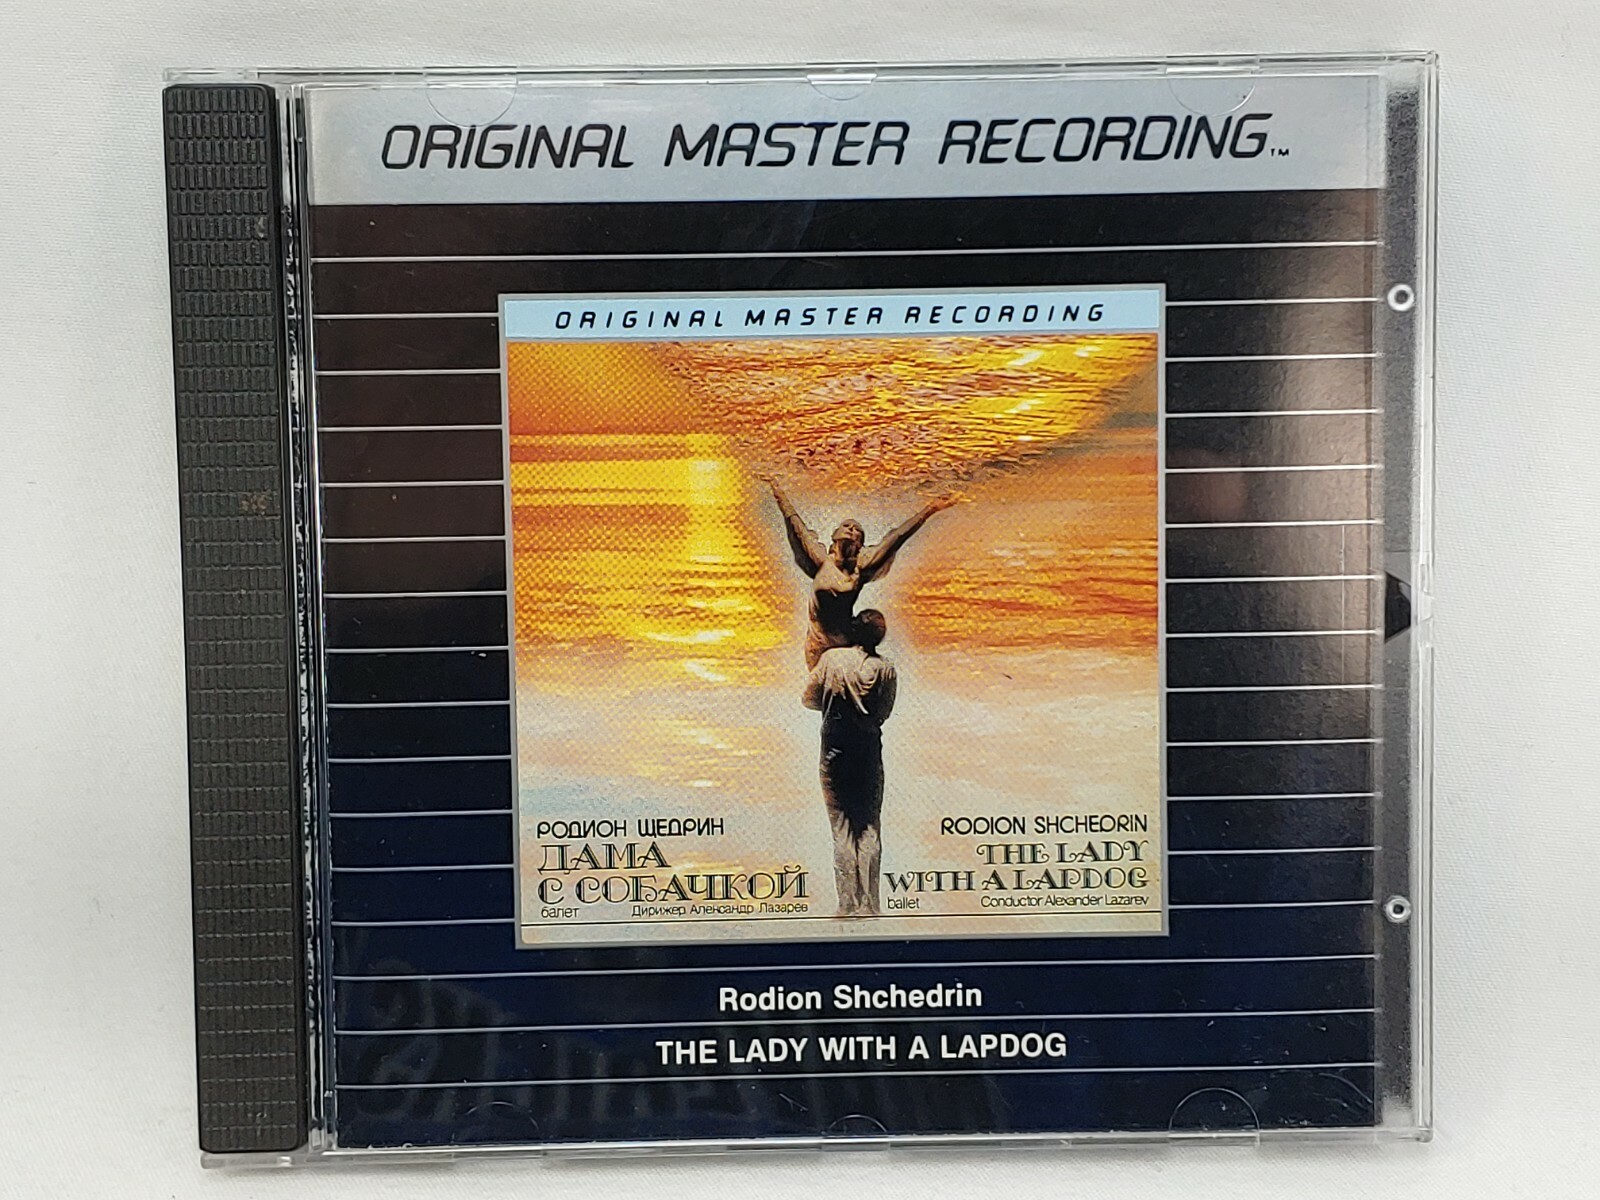 ORIGINAL MASTER RECORDING™
ORIGINAL MASTER RECORDING
РОДИОН ЩЕДРИН
ДАМА
С СОБАЧКОЙ
балет Дирижер Александр Лазарев
RODION SHCHEDRIN
THE LADY
WITH A LAPDOG
ballet Conductor Alexander Lazarev
Rodion Shchedrin
THE LADY WITH A LAPDOG